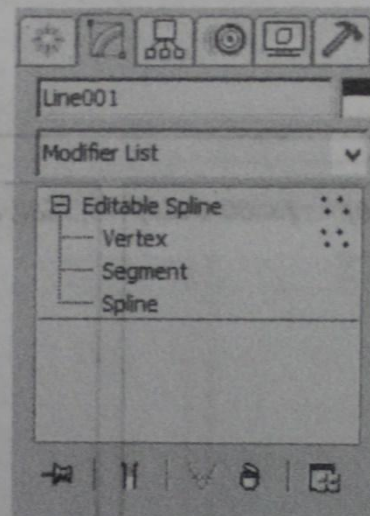 Line001
Modifier List
Editable Spline
Vertex
Segment
Spline